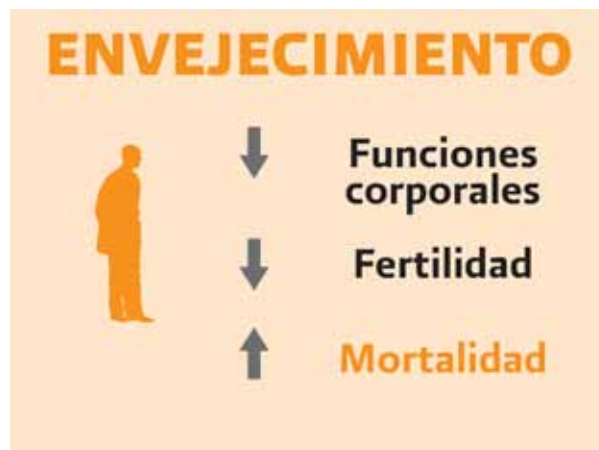 ENVEJECIMIENTO
Funciones
corporales
Fertilidad
Mortalidad